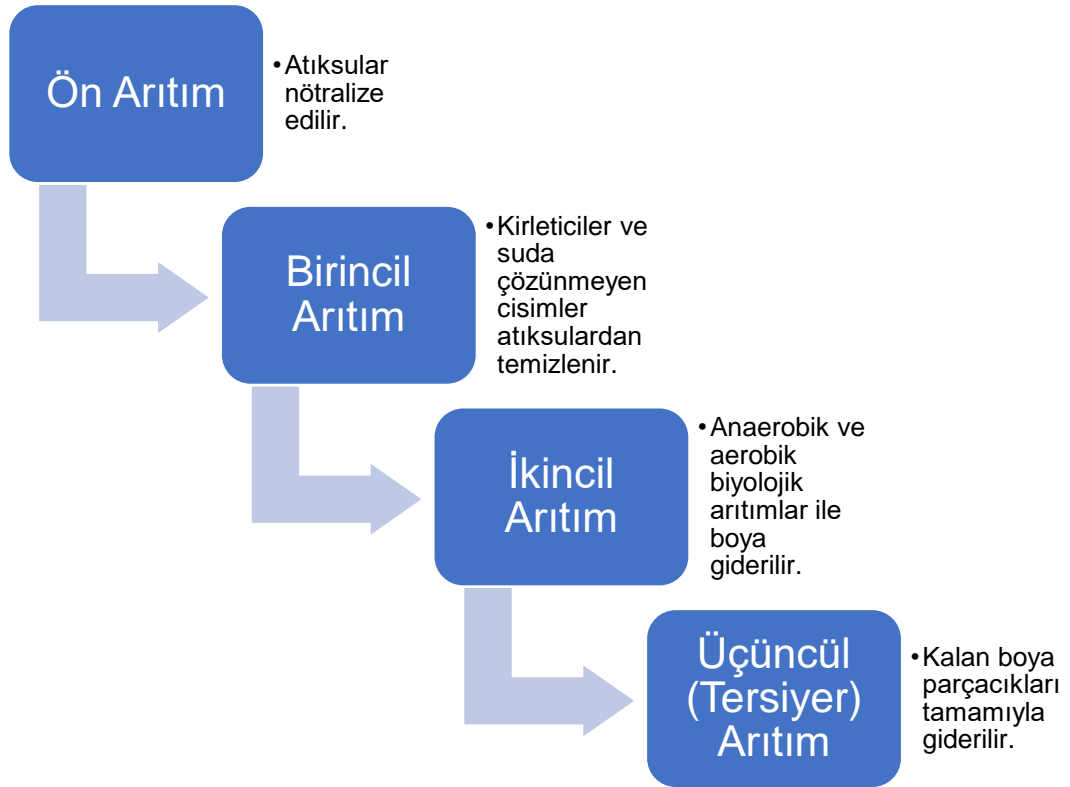 Ön Arıtım
•Atıksular
nötralize
edilir.
Birincil
Arıtım
•Kirleticiler ve
suda
çözünmeyen
cisimler
atıksulardan
temizlenir.
İkincil
Arıtım
•Anaerobik ve
aerobik
biyolojik
arıtımlar ile
boya
giderilir.
Üçüncül
(Tersiyer)
Arıtım
•Kalan boya
parçacıkları
tamamıyla
giderilir.